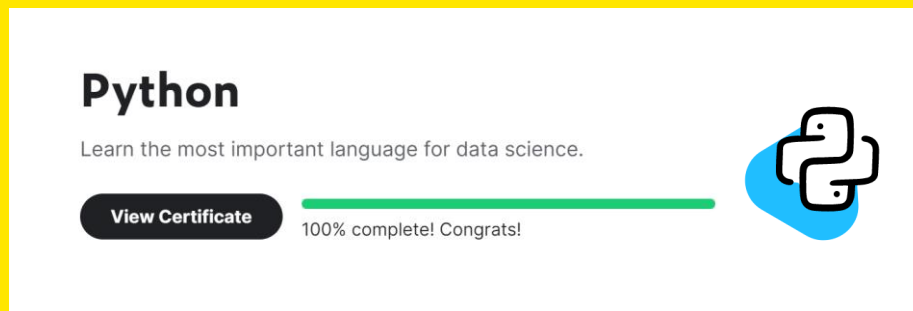 Python
Learn the most important language for data science.
View Certificate
100% complete! Congrats!